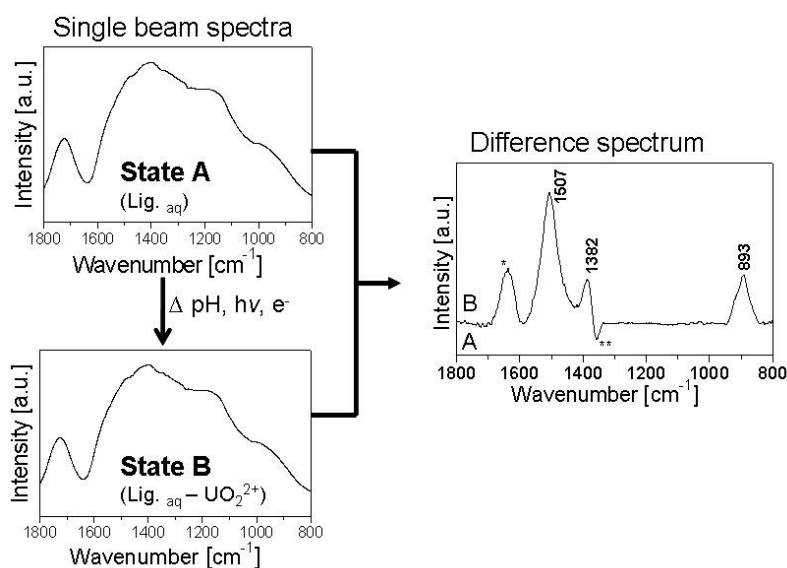 Single beam spectra
Intensity [a.u.]
State A
(Lig. aq)
1800 1600 1400 1200 1000 800
Wavenumber [cm-1]
Δ pH, hν, e-
Intensity [a.u.]
State B
(Lig. aq – UO22+)
1800 1600 1400 1200 1000 800
Wavenumber [cm-1]
Difference spectrum
Intensity [a.u.]
*
1507
1382
**
893
B
A
1800 1600 1400 1200 1000 800
Wavenumber [cm-1]